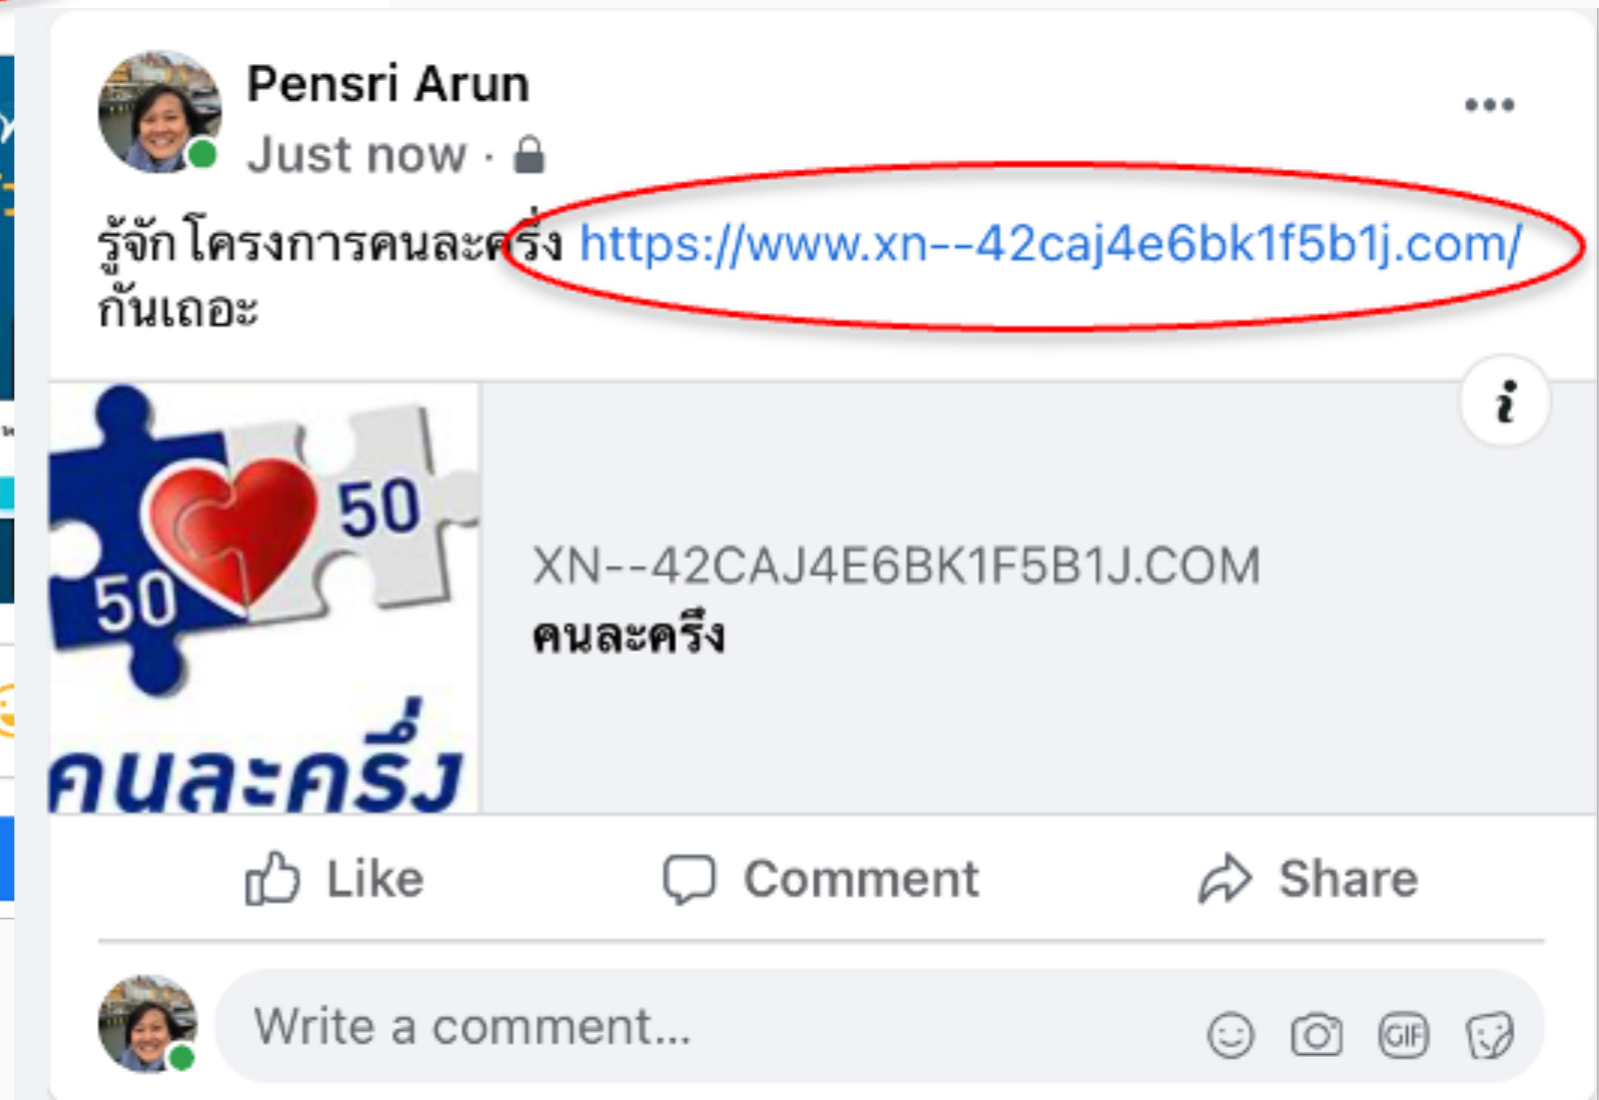 Pensri Arun
Just now ·
รู้จัก โครงการคนละครึ่ง https://www.xn--42caj4e6bk1f5b1j.com/
กันเถอะ
50
50
คนละครึ่ง
XN--42CAJ4E6BK1F5B1J.COM
คนละครึ่ง
Like
Comment
Share
Write a comment...
GIF